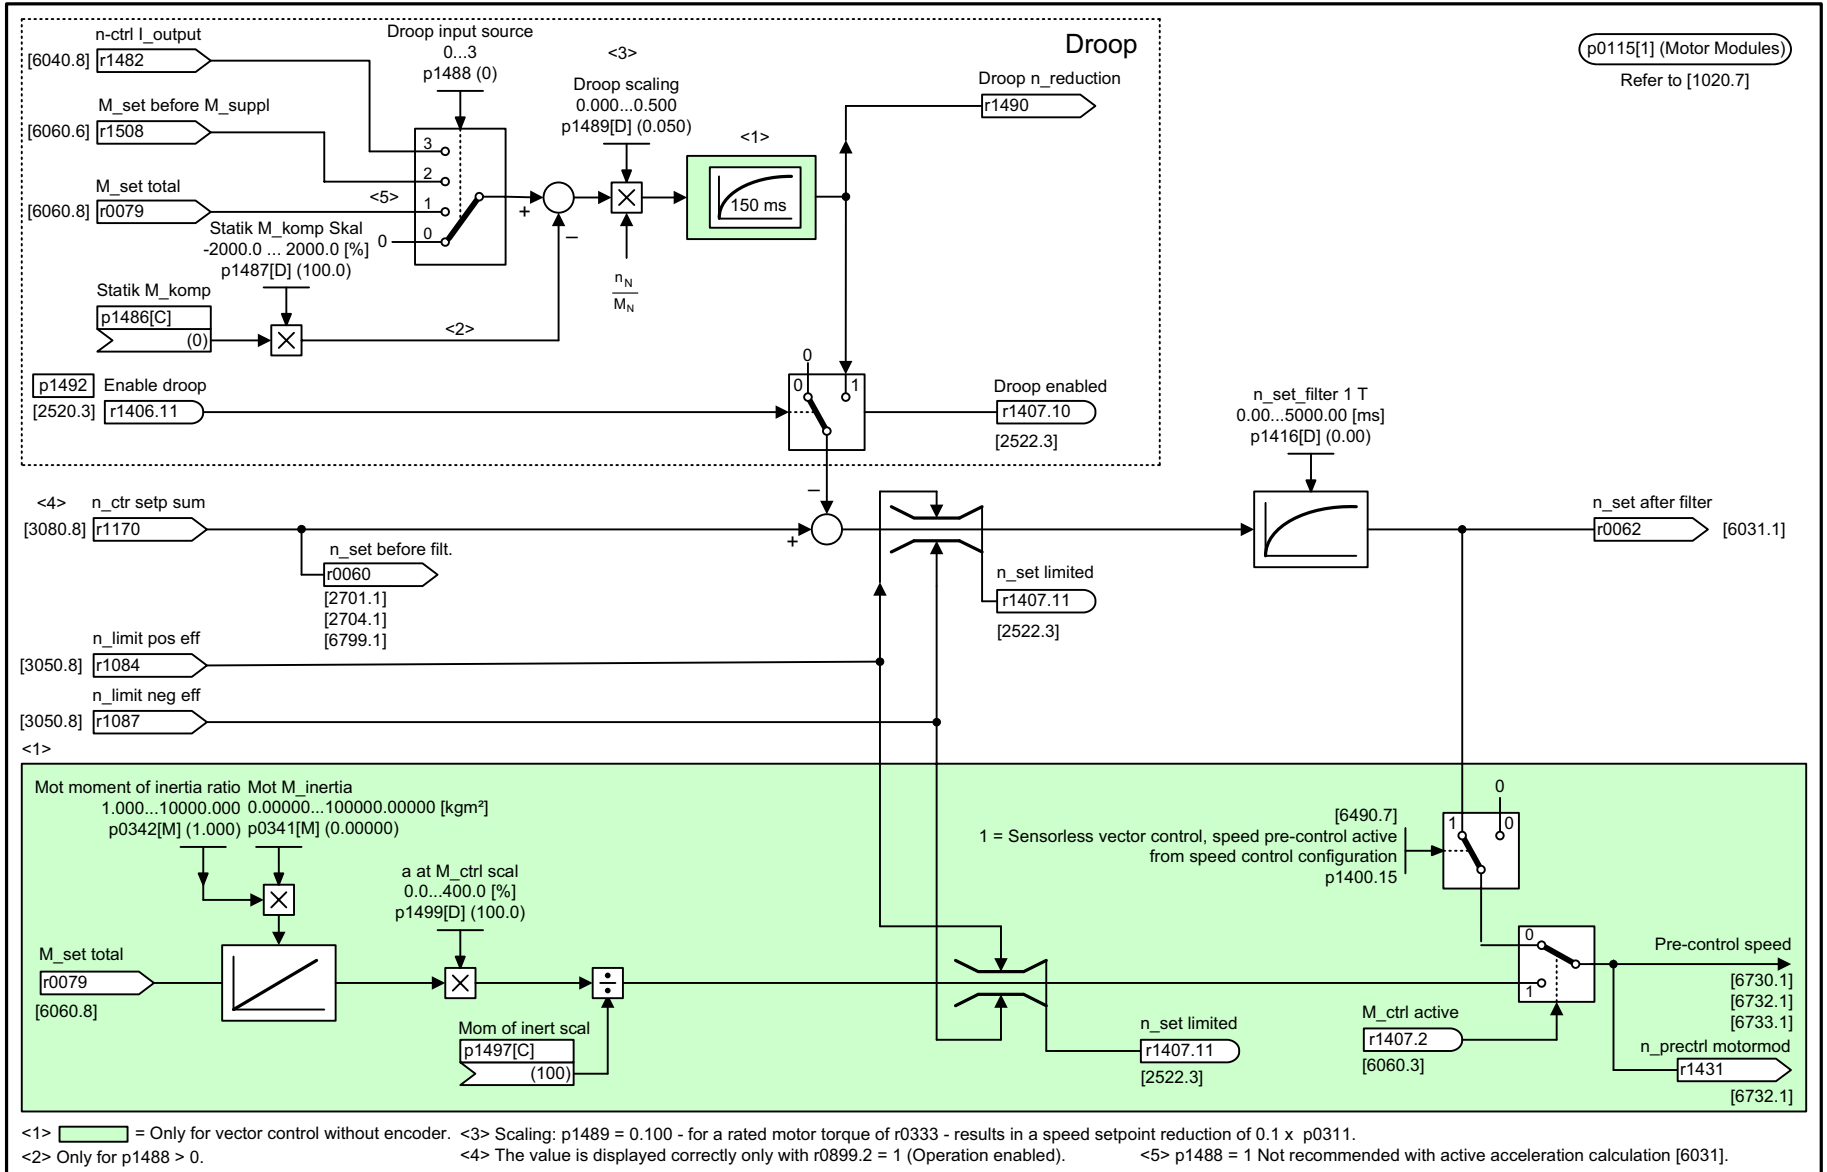 n-ctrl I_output
[6040.8] r1482
Droop input source
0...3
p1488 (0)
<3>
Droop scaling
0.000...0.500
p1489[D] (0.050)
Droop
p0115[1] (Motor Modules)
Refer to [1020.7]
Droop n_reduction
r1490
M_set before M_suppl
[6060.6] r1508
<1>
150 ms
3
2
1
0
0
M_set total
[6060.8] r0079
<5>
+
–
Statik M_komp Skal
-2000.0 ... 2000.0 [%]
p1487[D] (100.0)
n_N
M_N
Statik M_komp
p1486[C]
(0)
<2>
p1492 Enable droop
[2520.3] r1406.11
0
0 1
Droop enabled
r1407.10
[2522.3]
n_set_filter 1 T
0.00...5000.00 [ms]
p1416[D] (0.00)
<4> n_ctr setp sum
[3080.8] r1170
–
+
n_set before filt.
r0060
[2701.1]
[2704.1]
[6799.1]
n_set limited
r1407.11
[2522.3]
n_set after filter
r0062 [6031.1]
n_limit pos eff
[3050.8] r1084
n_limit neg eff
[3050.8] r1087
<1>
Mot moment of inertia ratio
1.000...10000.000
p0342[M] (1.000)
Mot M_inertia
0.00000...100000.00000 [kgm²]
p0341[M] (0.00000)
a at M_ctrl scal
0.0...400.0 [%]
p1499[D] (100.0)
[6490.7]
1 = Sensorless vector control, speed pre-control active
from speed control configuration
p1400.15
0
1 0
M_set total
r0079
[6060.8]
Mom of inert scal
p1497[C]
(100)
n_set limited
r1407.11
[2522.3]
0
1
M_ctrl active
r1407.2
[6060.3]
Pre-control speed
[6730.1]
[6732.1]
[6733.1]
n_prectrl motormod
r1431
[6732.1]
<1> = Only for vector control without encoder.
<2> Only for p1488 > 0.
<3> Scaling: p1489 = 0.100 - for a rated motor torque of r0333 - results in a speed setpoint reduction of 0.1 x p0311.
<4> The value is displayed correctly only with r0899.2 = 1 (Operation enabled).
<5> p1488 = 1 Not recommended with active acceleration calculation [6031].